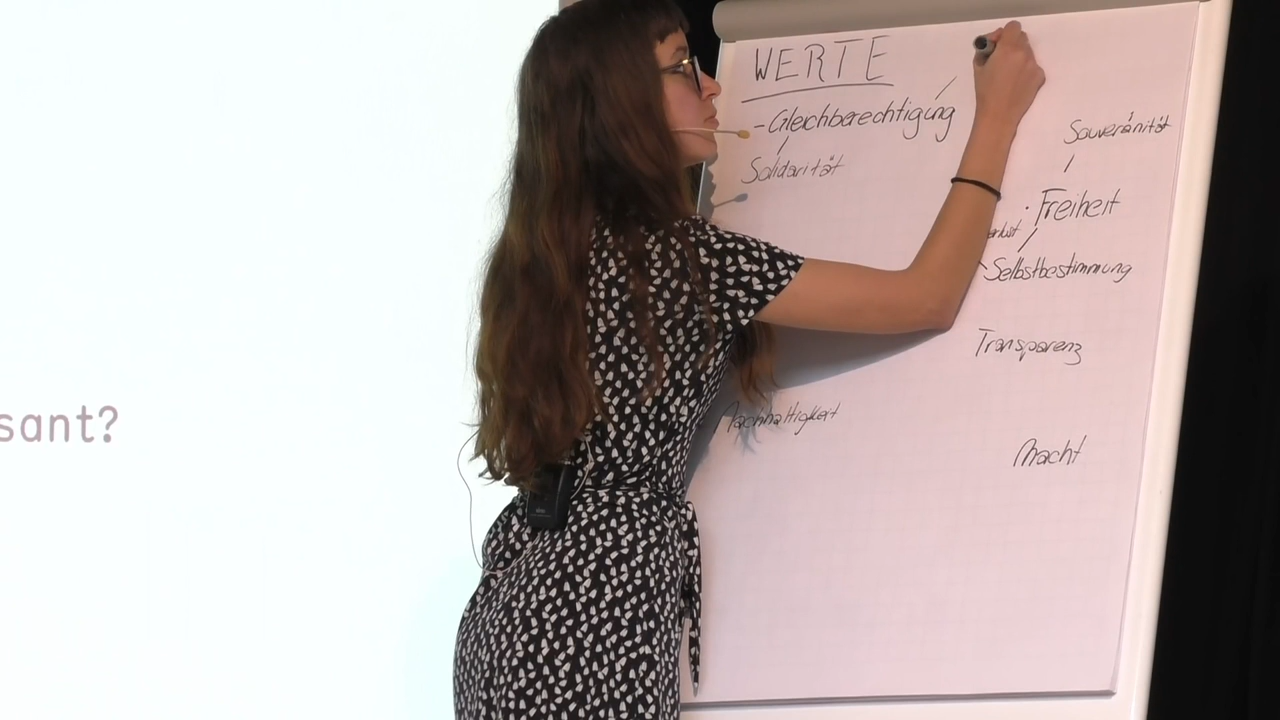 WERTE
- Gleichberechtigung
Solidarität
Souveränität
Freiheit
Selbstbestimmung
Transparenz
Nachhaltigkeit
Macht
sant?